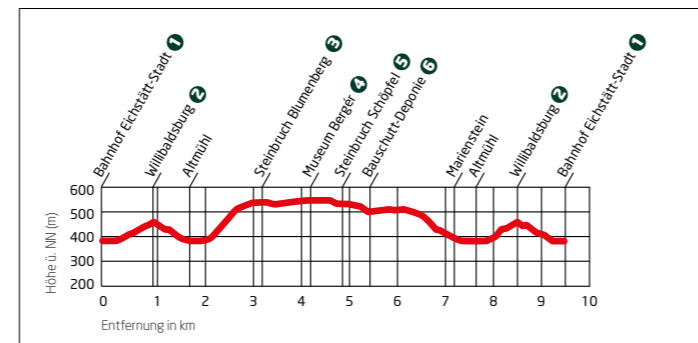 Bahnhof Eichstätt-Stadt 1
Willibaldsburg 2
Altmühl
Steinbruch Blumenberg 3
Museum Bergér 4
Steinbruch Schöpfel 5
Bauschutt-Deponie 6
Marienstein
Altmühl
Willibaldsburg 2
Bahnhof Eichstätt-Stadt 1
Höhe ü. NN (m)
600
500
400
300
200
0 1 2 3 4 5 6 7 8 9 10
Entfernung in km